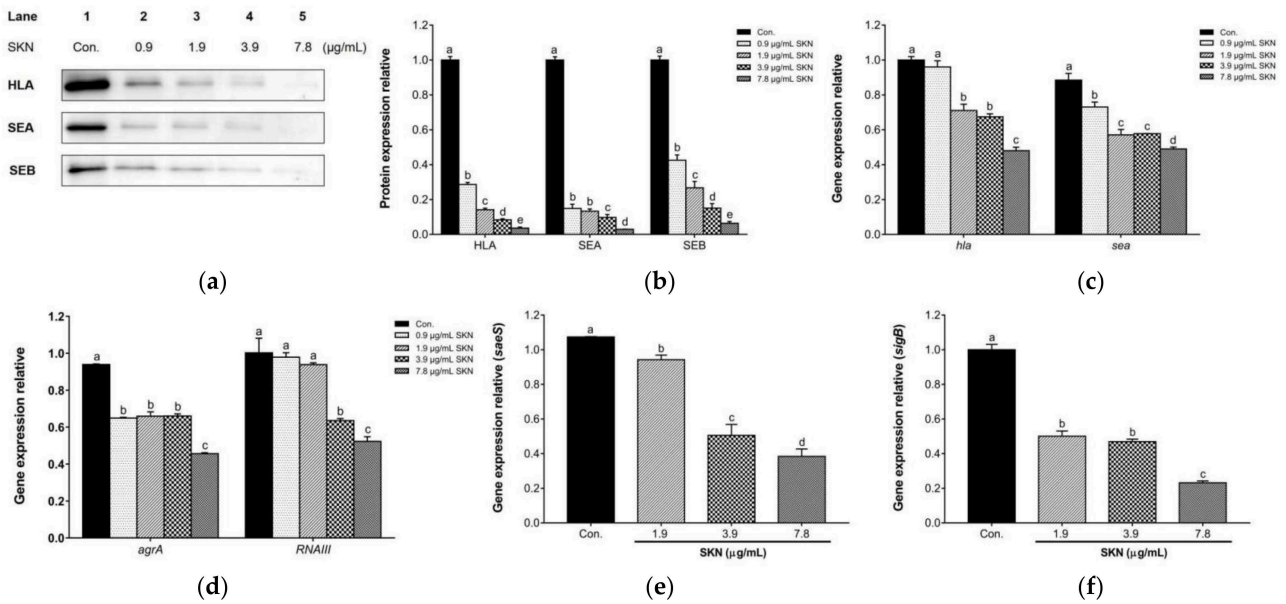 Lane 1 2 3 4 5
SKN Con. 0.9 1.9 3.9 7.8 (µg/mL)
HLA
SEA
SEB
(a)
Protein expression relative
1.0
0.8
0.6
0.4
0.2
0.0
a
b
c
d
e
a
b
b
c
d
a
b
c
d
e
HLA SEA SEB
Con.
0.9 µg/mL SKN
1.9 µg/mL SKN
3.9 µg/mL SKN
7.8 µg/mL SKN
(b)
Gene expression relative
1.2
1.0
0.8
0.6
0.4
0.2
0.0
a
a
b
b
c
a
b
c
c
d
hla sea
Con.
0.9 µg/mL SKN
1.9 µg/mL SKN
3.9 µg/mL SKN
7.8 µg/mL SKN
(c)
Gene expression relative
1.2
1.0
0.8
0.6
0.4
0.2
0.0
a
b
b
b
c
a
a
a
b
c
agrA RNAIII
Con.
0.9 µg/mL SKN
1.9 µg/mL SKN
3.9 µg/mL SKN
7.8 µg/mL SKN
(d)
Gene expression relative (saeS)
1.2
1.0
0.8
0.6
0.4
0.2
0.0
a
b
c
d
Con. 1.9 3.9 7.8
SKN (µg/mL)
(e)
Gene expression relative (sigB)
1.2
1.0
0.8
0.6
0.4
0.2
0.0
a
b
b
c
Con. 1.9 3.9 7.8
SKN (µg/mL)
(f)